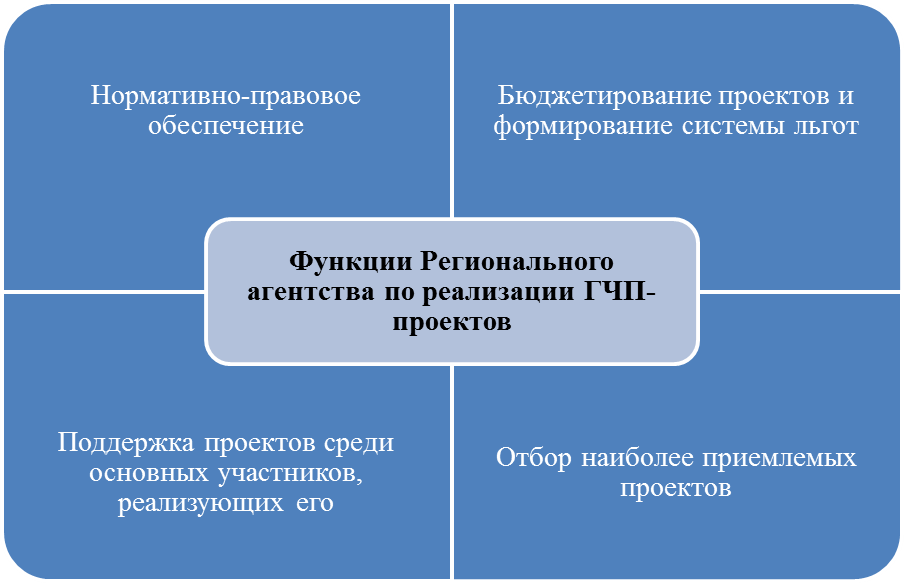 Нормативно-правовое
обеспечение
Бюджетирование проектов и
формирование системы льгот
Функции Регионального
агентства по реализации ГЧП-
проектов
Поддержка проектов среди
основных участников,
реализующих его
Отбор наиболее приемлемых
проектов